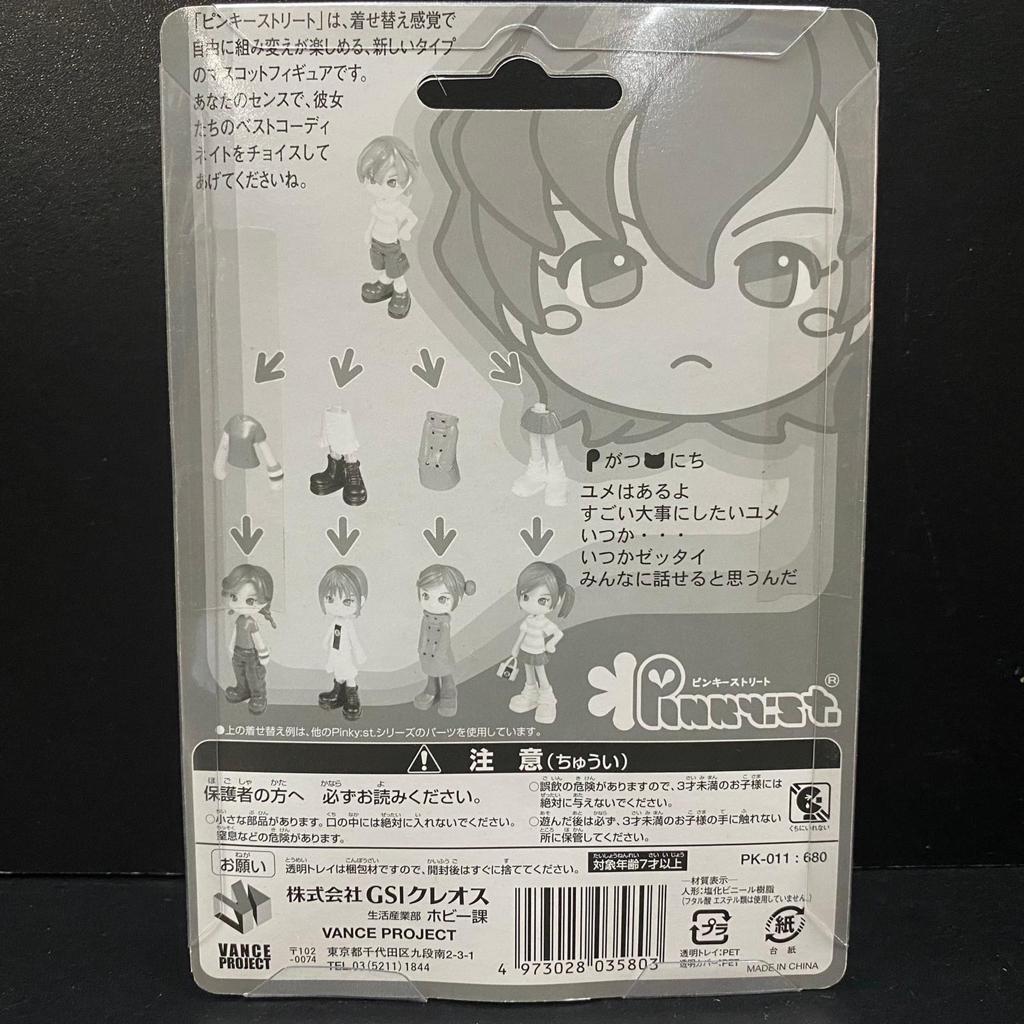 「ピンキーストリート」は、着せ替え感覚で
自由に組み変えが楽しめる、新しいタイプ
のマスコットフィギュアです。
あなたのセンスで、彼女
たちのベストコーディ
ネイトをチョイスして
あげてくださいね。
がつ にち
ユメはあるよ
すごい大事にしたいユメ
いつか・・・
いつかゼッタイ
みんなに話せると思うんだ
ピンキーストリート
Pinky:st.®
●上の着せ替え例は、他のPinky:st.シリーズのパーツを使用しています。
注 意(ちゅうい)
保護者の方へ 必ずお読みください。
○小さな部品があります。口の中には絶対に入れないでください。
窒息などの危険があります。
○誤飲の危険がありますので、3才未満のお子様には
絶対に与えないでください。
○遊んだ後は必ず、3才未満のお子様の手に触れない
所に保管してください。
くちにいれない
お願い 透明トレイは梱包材ですので、開封後はすぐに捨ててください。
対象年齢7才以上
PK-011:680
株式会社GSIクレオス
生活産業部 ホビー課
VANCE PROJECT
VANCE
PROJECT
〒102
-0074
東京都千代田区九段南2-3-1
TEL.03(5211)1844
4 973028 035803
―材質表示―
人形:塩化ビニール樹脂
(フタル酸エステル類は使用していません。)
プラ
紙
透明トレイ:PET
透明カバー:PET
台 紙
MADE IN CHINA